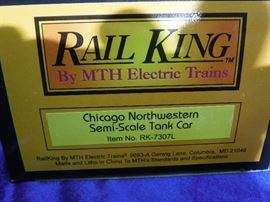 RAIL KING™
By MTH Electric Trains
Chicago Northwestern
Semi-Scale Tank Car
Item No. RK-7307L
RailKing By MTH Electric Trains® 9693-A Gerwig Lane, Columbia, MD 21046
Made and Litho in China To MTH's Standards and Specifications